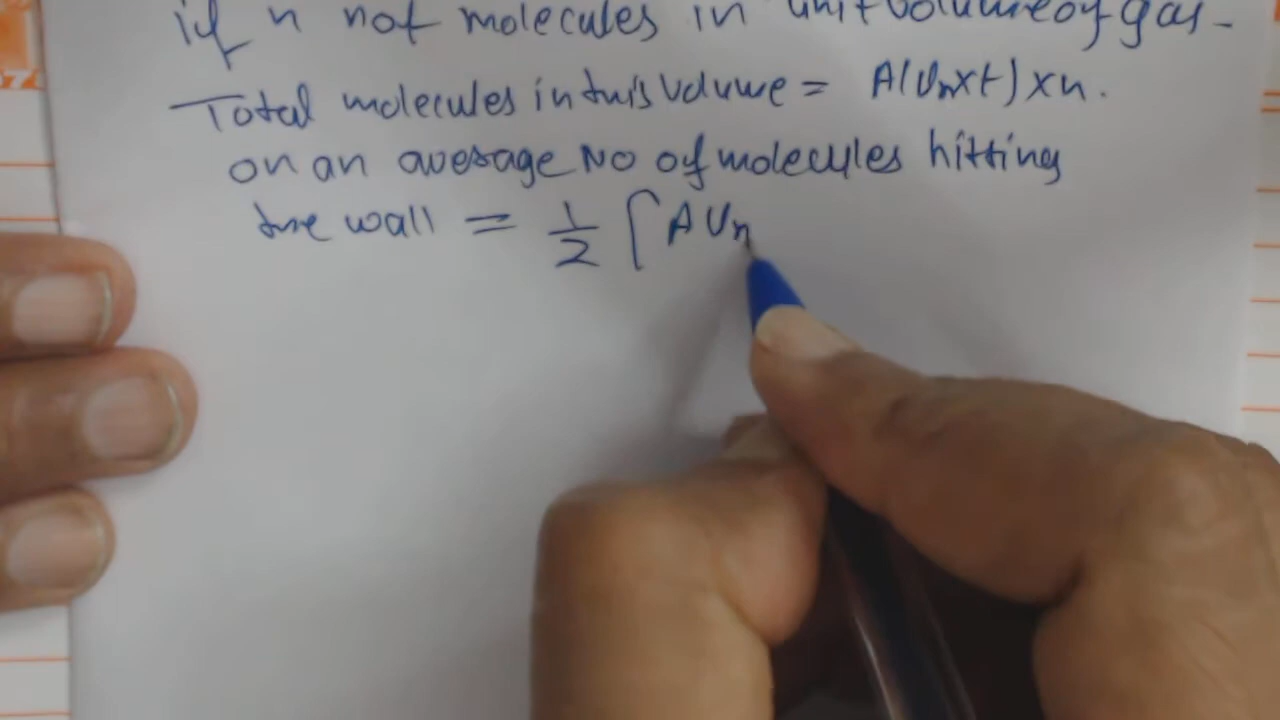 if n no of molecules in unit volume of gas -
Total molecules in this volume = A(Vx×t)×n.
on an average No of molecules hitting
the wall = 1/2 [AVx